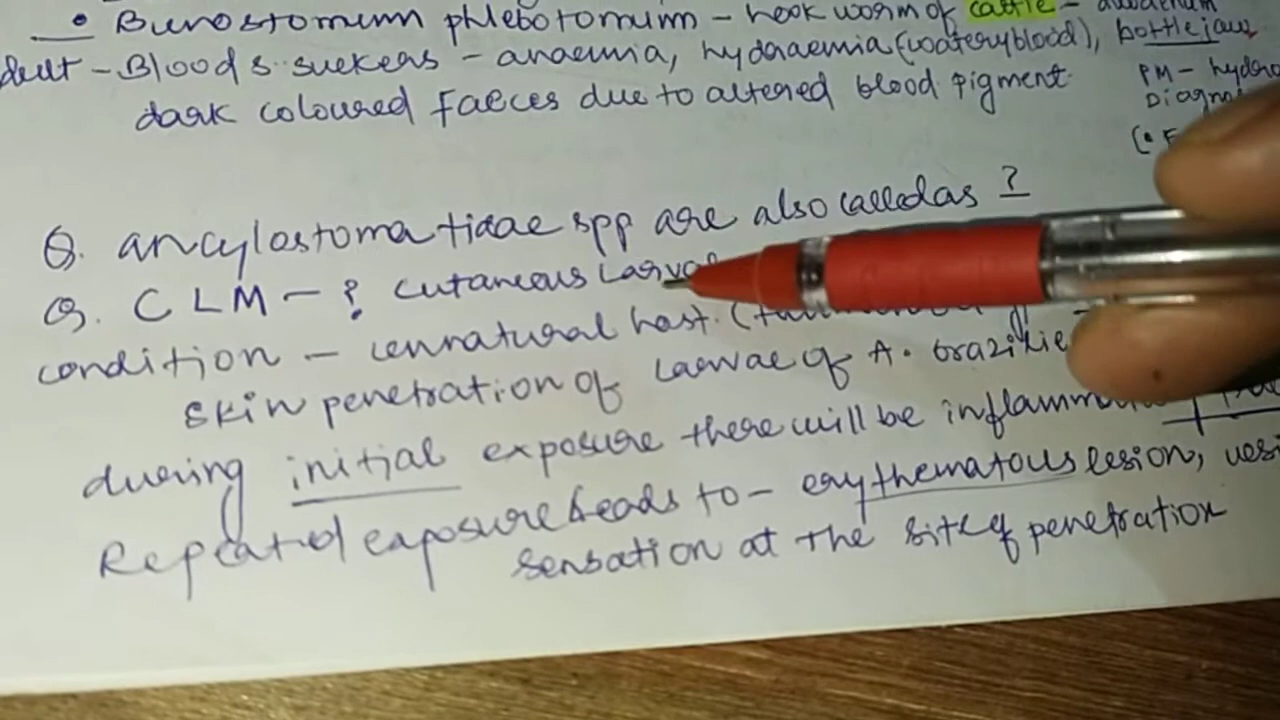 • Bunostomum phlebotomum - hook worm of cattle -
dult - Blood suckers - anaemia, hydraemia (watery blood), bottle jaw,
dark coloured Faeces due to altered blood pigment
PM - hydro
Diagno
Q. ancylostomatidae spp are also called as ?
Q. CLM - ? cutaneous Larva
condition - unnatural host.
skin penetration of Larvae of A. brazilie
during initial exposure there will be inflamm
Repeated exposure leads to - erythematous lesion, vesi
sensation at the site of penetration